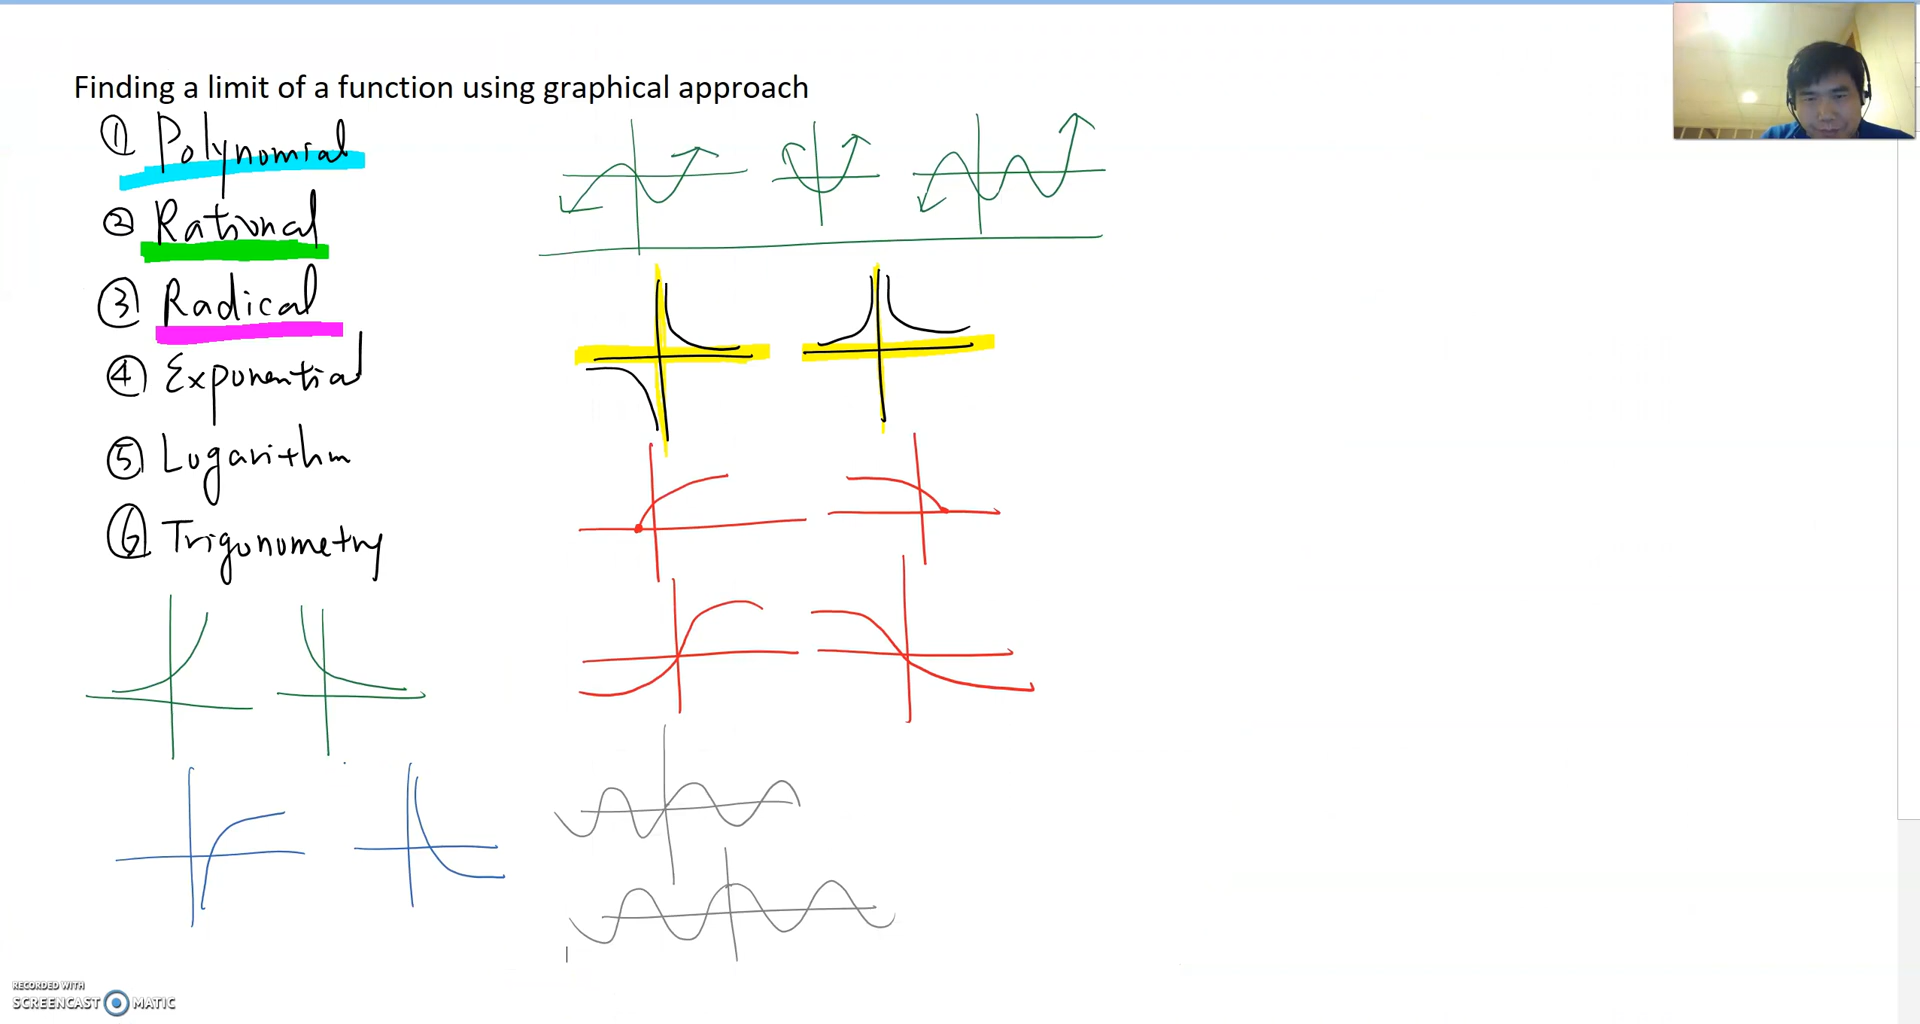 Finding a limit of a function using graphical approach
① Polynomial
② Rational
③ Radical
④ Exponential
⑤ Logarithm
⑥ Trigonometry
RECORDED WITH
SCREENCAST MATIC